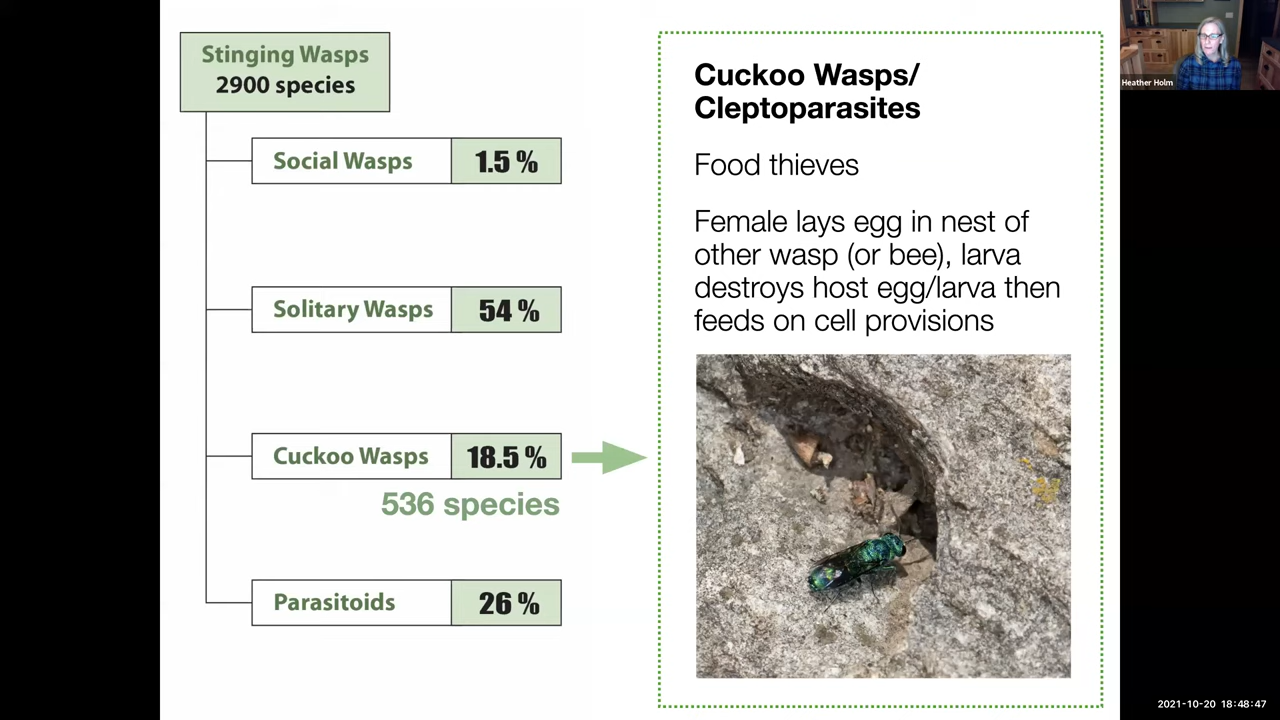 Stinging Wasps
2900 species
Social Wasps 1.5 %
Solitary Wasps 54 %
Cuckoo Wasps 18.5 %
536 species
Parasitoids 26 %
Cuckoo Wasps/
Cleptoparasites
Food thieves
Female lays egg in nest of
other wasp (or bee), larva
destroys host egg/larva then
feeds on cell provisions
Heather Holm
2021-10-20 18:48:47